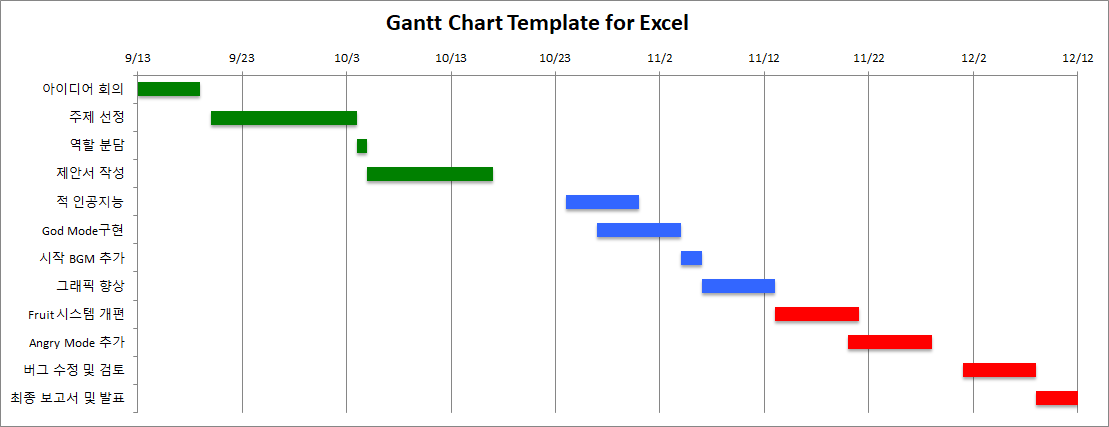 Gantt Chart Template for Excel
9/13 9/23 10/3 10/13 10/23 11/2 11/12 11/22 12/2 12/12
아이디어 회의
주제 선정
역할 분담
제안서 작성
적 인공지능
God Mode구현
시작 BGM 추가
그래픽 향상
Fruit시스템 개편
Angry Mode 추가
버그 수정 및 검토
최종 보고서 및 발표